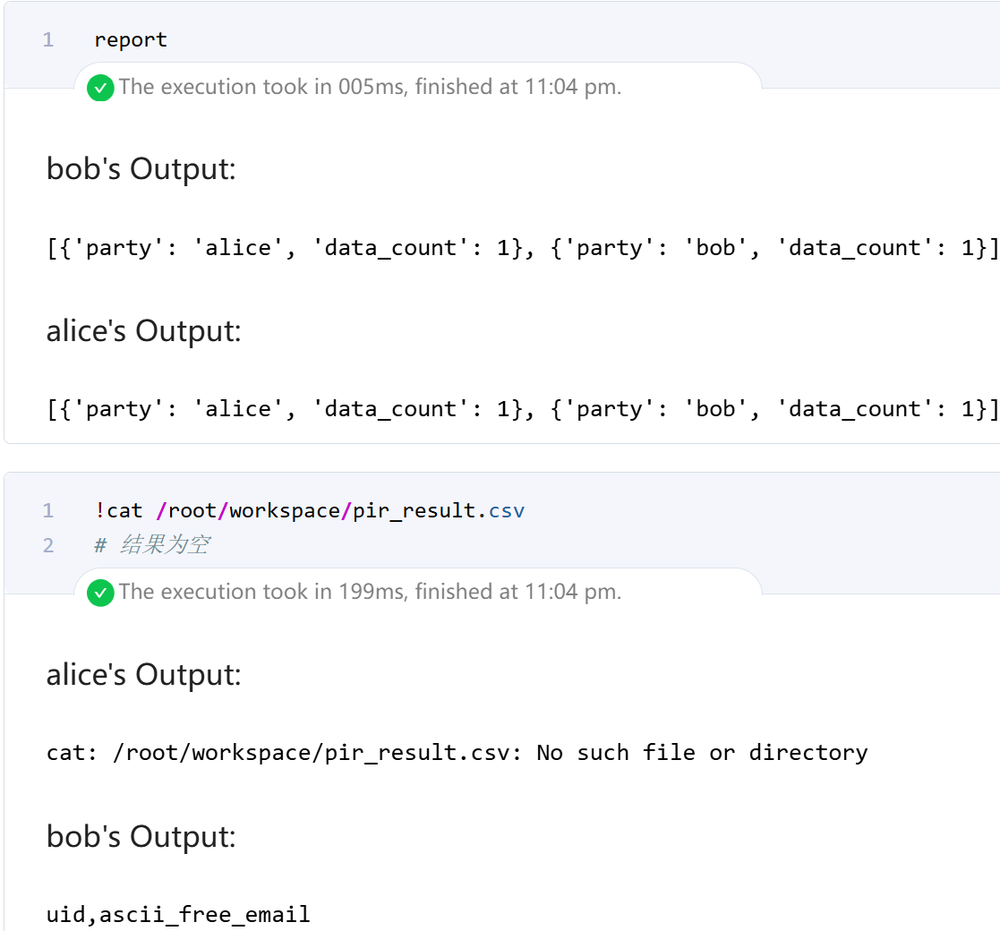 1 report
The execution took in 005ms, finished at 11:04 pm.
bob's Output:
[{'party': 'alice', 'data_count': 1}, {'party': 'bob', 'data_count': 1}]
alice's Output:
[{'party': 'alice', 'data_count': 1}, {'party': 'bob', 'data_count': 1}]
1 !cat /root/workspace/pir_result.csv
2 # 结果为空
The execution took in 199ms, finished at 11:04 pm.
alice's Output:
cat: /root/workspace/pir_result.csv: No such file or directory
bob's Output:
uid,ascii_free_email